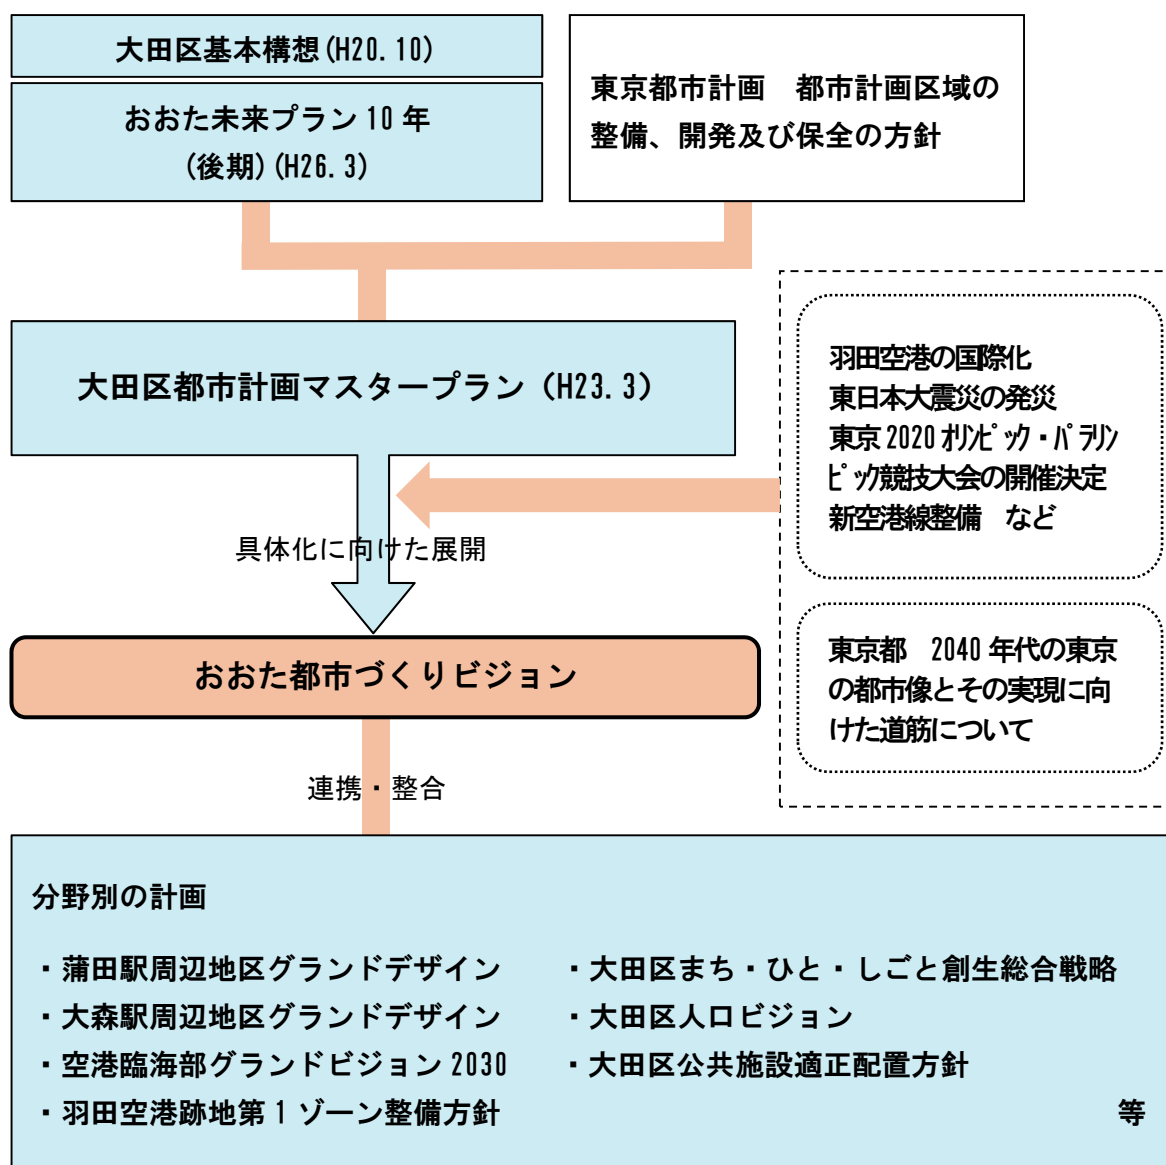 大田区基本構想(H20.10)
おおた未来プラン10年
(後期)(H26.3)
東京都市計画　都市計画区域の
整備、開発及び保全の方針
大田区都市計画マスタープラン（H23.3）
羽田空港の国際化
東日本大震災の発災
東京2020ｵﾘﾝﾋﾟｯｸ・ﾊﾟﾗﾘﾝ
ﾋﾟｯｸ競技大会の開催決定
新空港線整備　など
具体化に向けた展開
東京都　2040年代の東京
の都市像とその実現に向
けた道筋について
おおた都市づくりビジョン
連携・整合
分野別の計画
・蒲田駅周辺地区グランドデザイン
・大森駅周辺地区グランドデザイン
・空港臨海部グランドビジョン2030
・羽田空港跡地第1ゾーン整備方針
・大田区まち・ひと・しごと創生総合戦略
・大田区人口ビジョン
・大田区公共施設適正配置方針
等